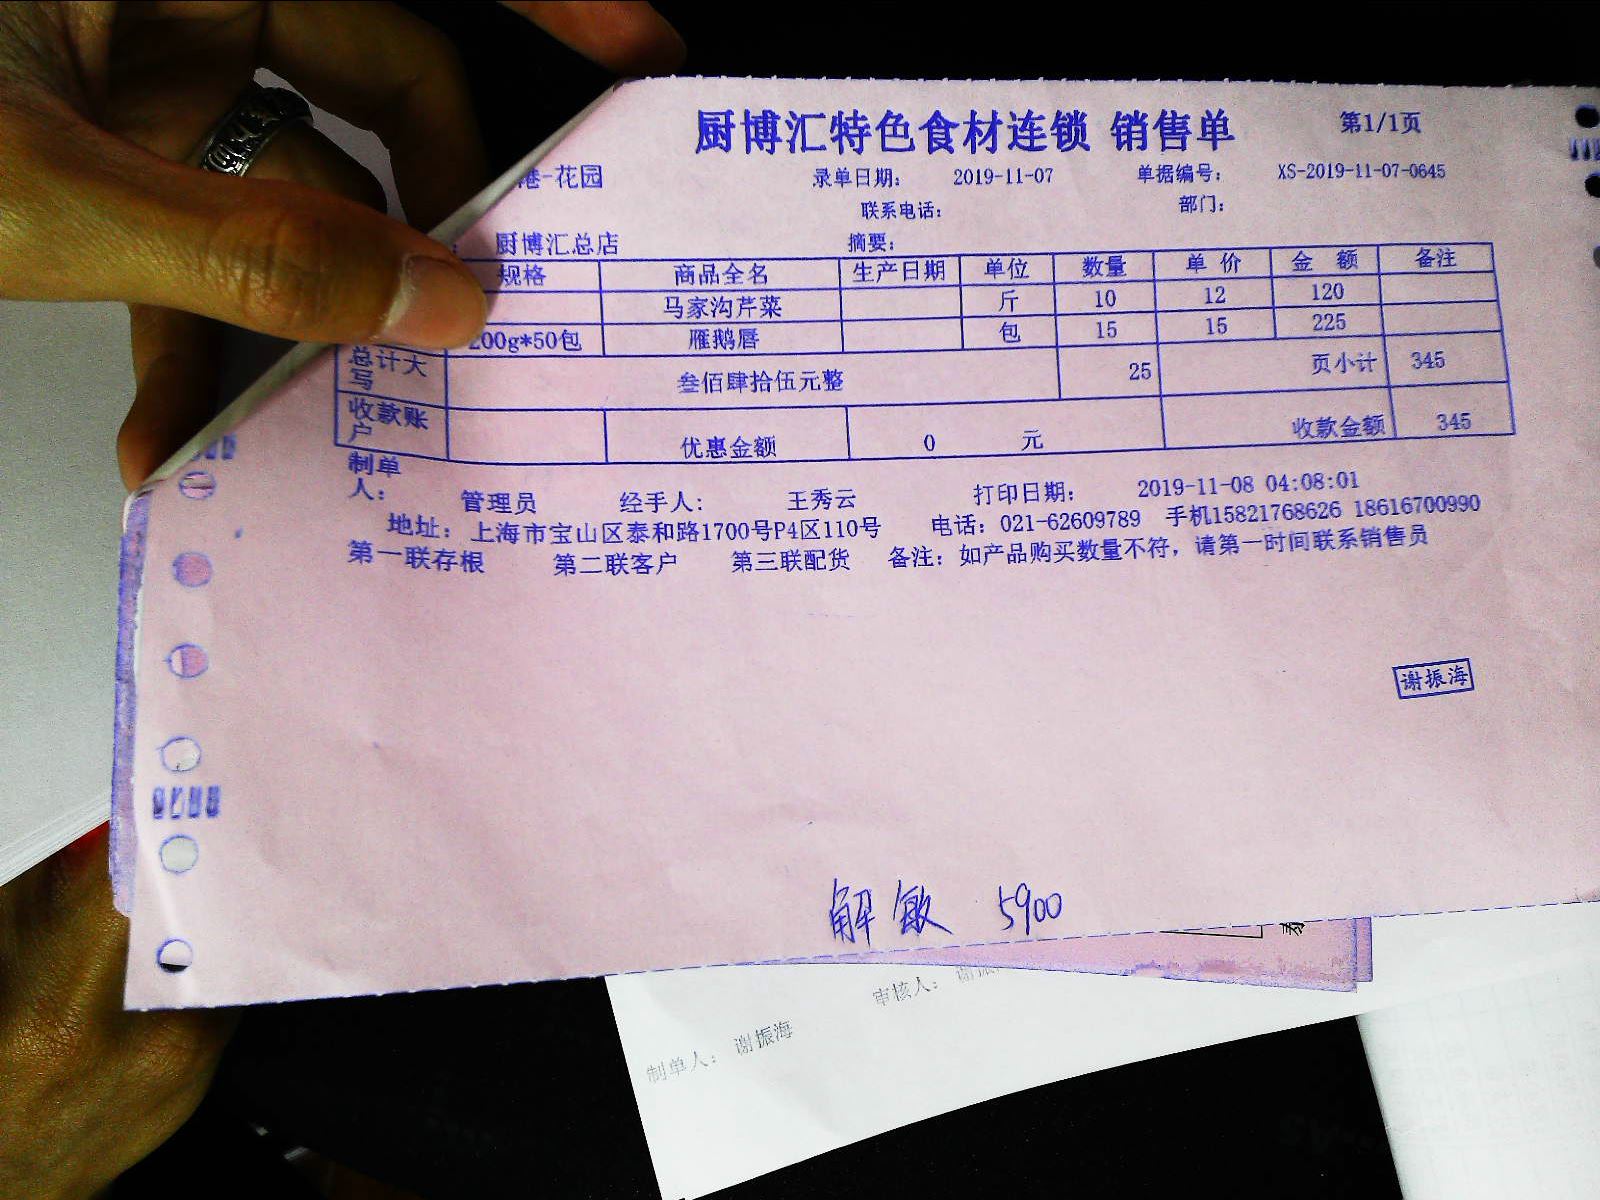 厨博汇特色食材连锁 销售单 第1/1页
港-花园 录单日期: 2019-11-07 单据编号: XS-2019-11-07-0645
联系电话: 部门:
: 厨博汇总店 摘要:
规格 商品全名 生产日期 单位 数量 单 价 金 额 备注
马家沟芹菜 斤 10 12 120
200g*50包 雁鹅唇 包 15 15 225
总计大写 叁佰肆拾伍元整 25 页小计 345
收款账户 优惠金额 0 元 收款金额 345
制单人: 管理员 经手人: 王秀云 打印日期: 2019-11-08 04:08:01
地址: 上海市宝山区泰和路1700号P4区110号 电话: 021-62609789 手机15821768626 18616700990
第一联存根 第二联客户 第三联配货 备注: 如产品购买数量不符, 请第一时间联系销售员
谢振海
解敏 5900
审核人: 谢振
制单人: 谢振海